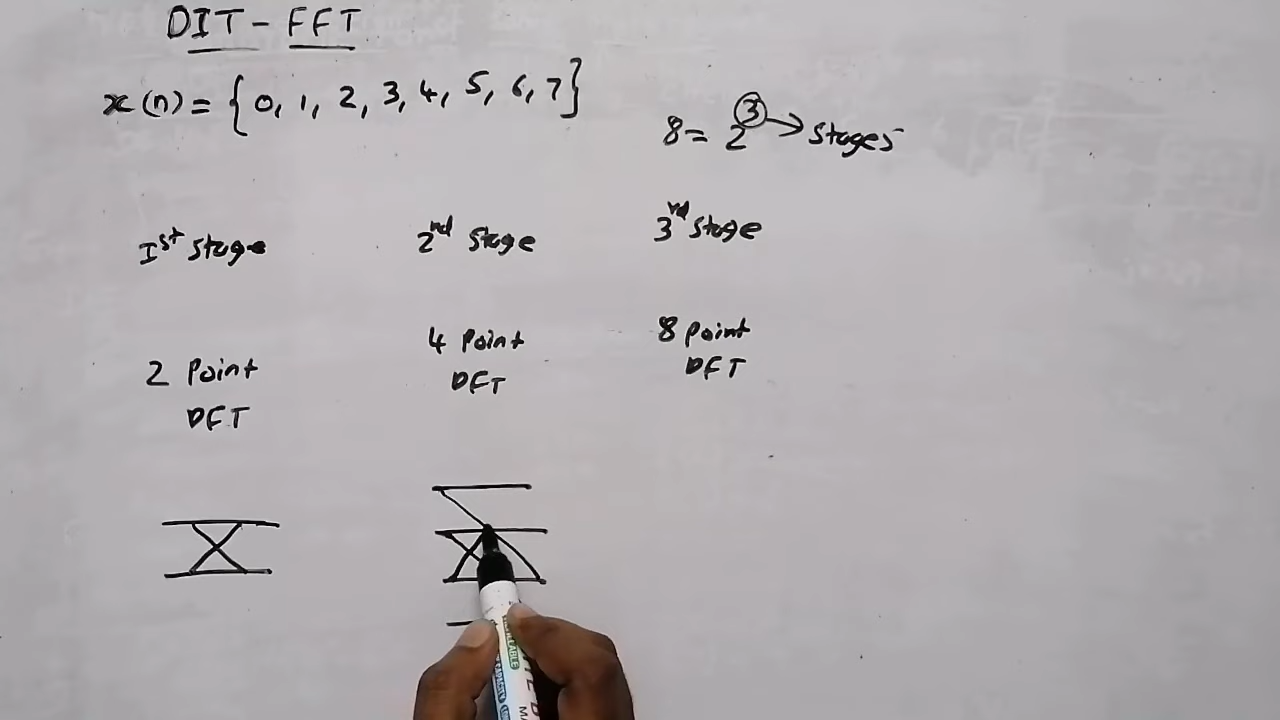 DIT - FFT
x(n) = {0, 1, 2, 3, 4, 5, 6, 7}
8 = 2³ → Stages
Ist Stage
2nd Stage
3rd Stage
2 Point
DFT
4 Point
DFT
8 Point
DFT